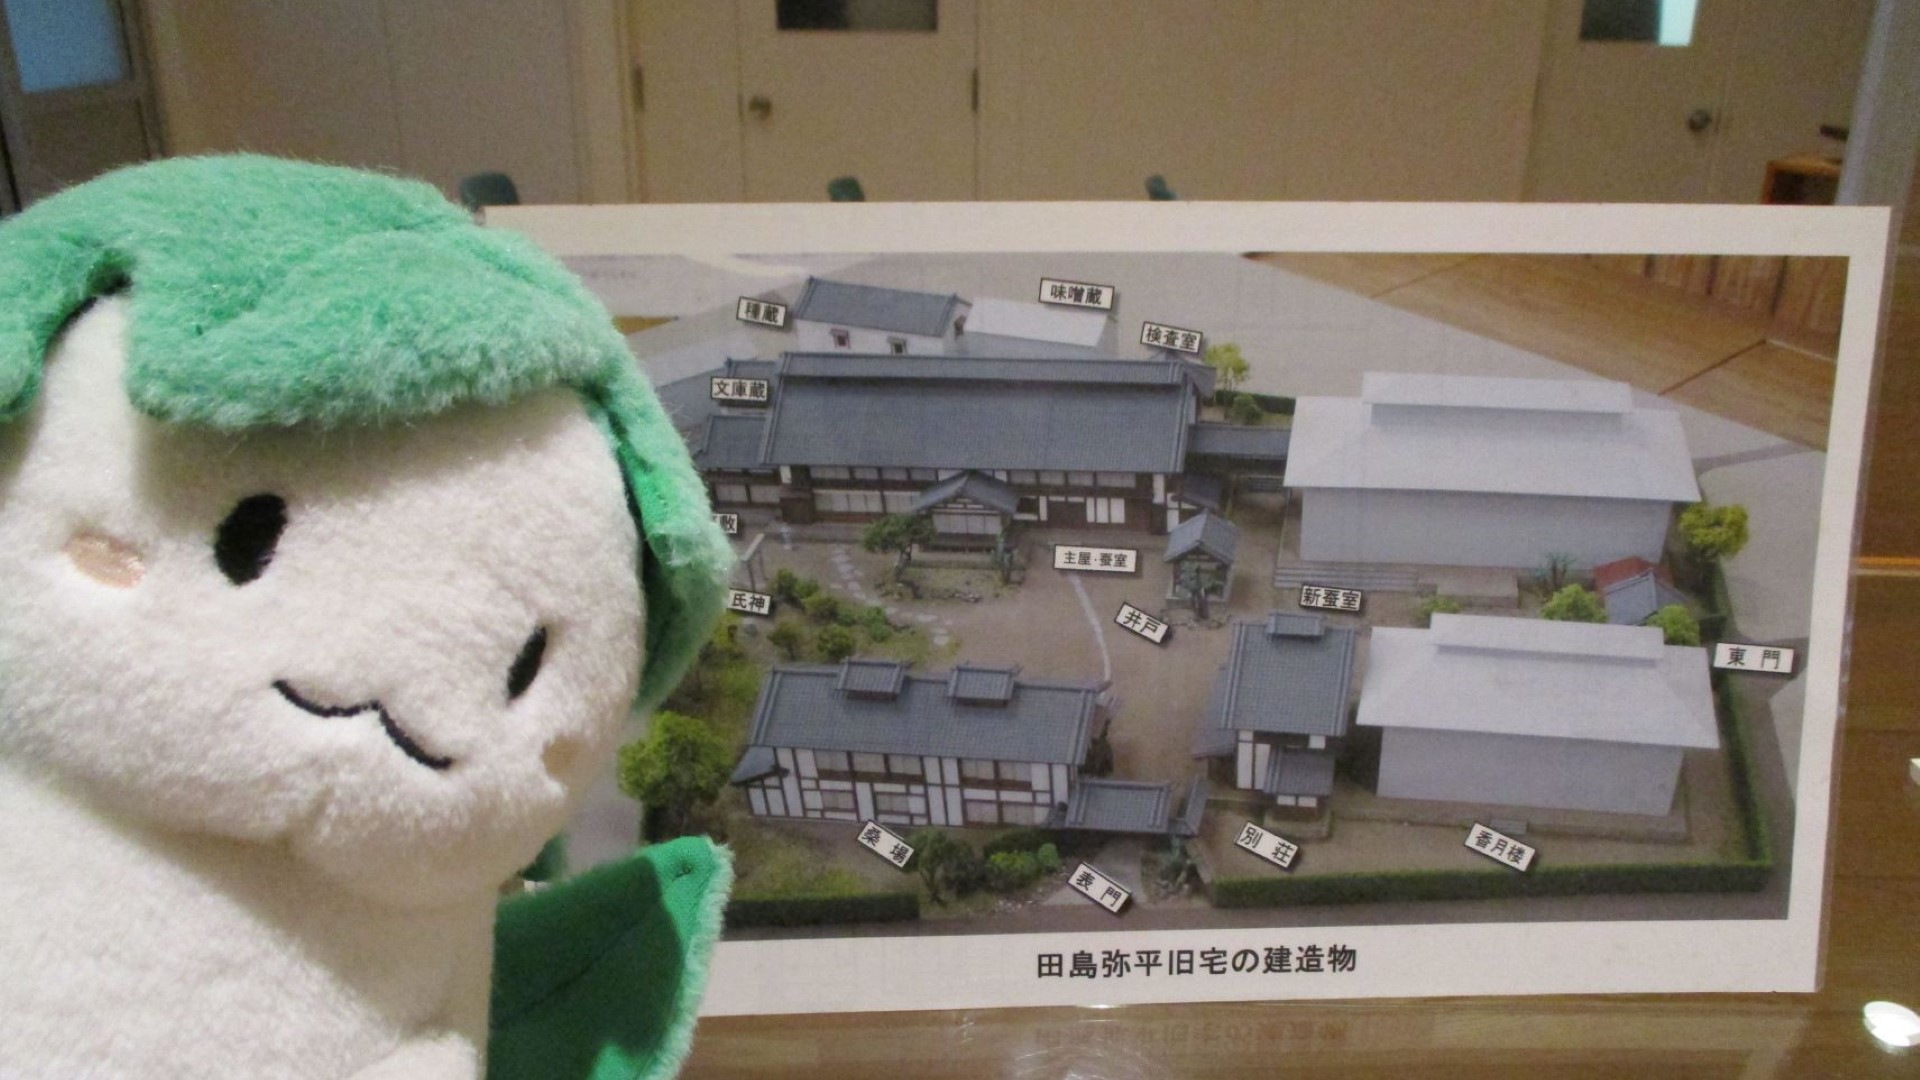 味噌蔵
種蔵
検査室
文庫蔵
敷
主屋・蚕室
氏神
新蚕室
井戸
東門
桑場
別荘
香月楼
表門
田島弥平旧宅の建造物